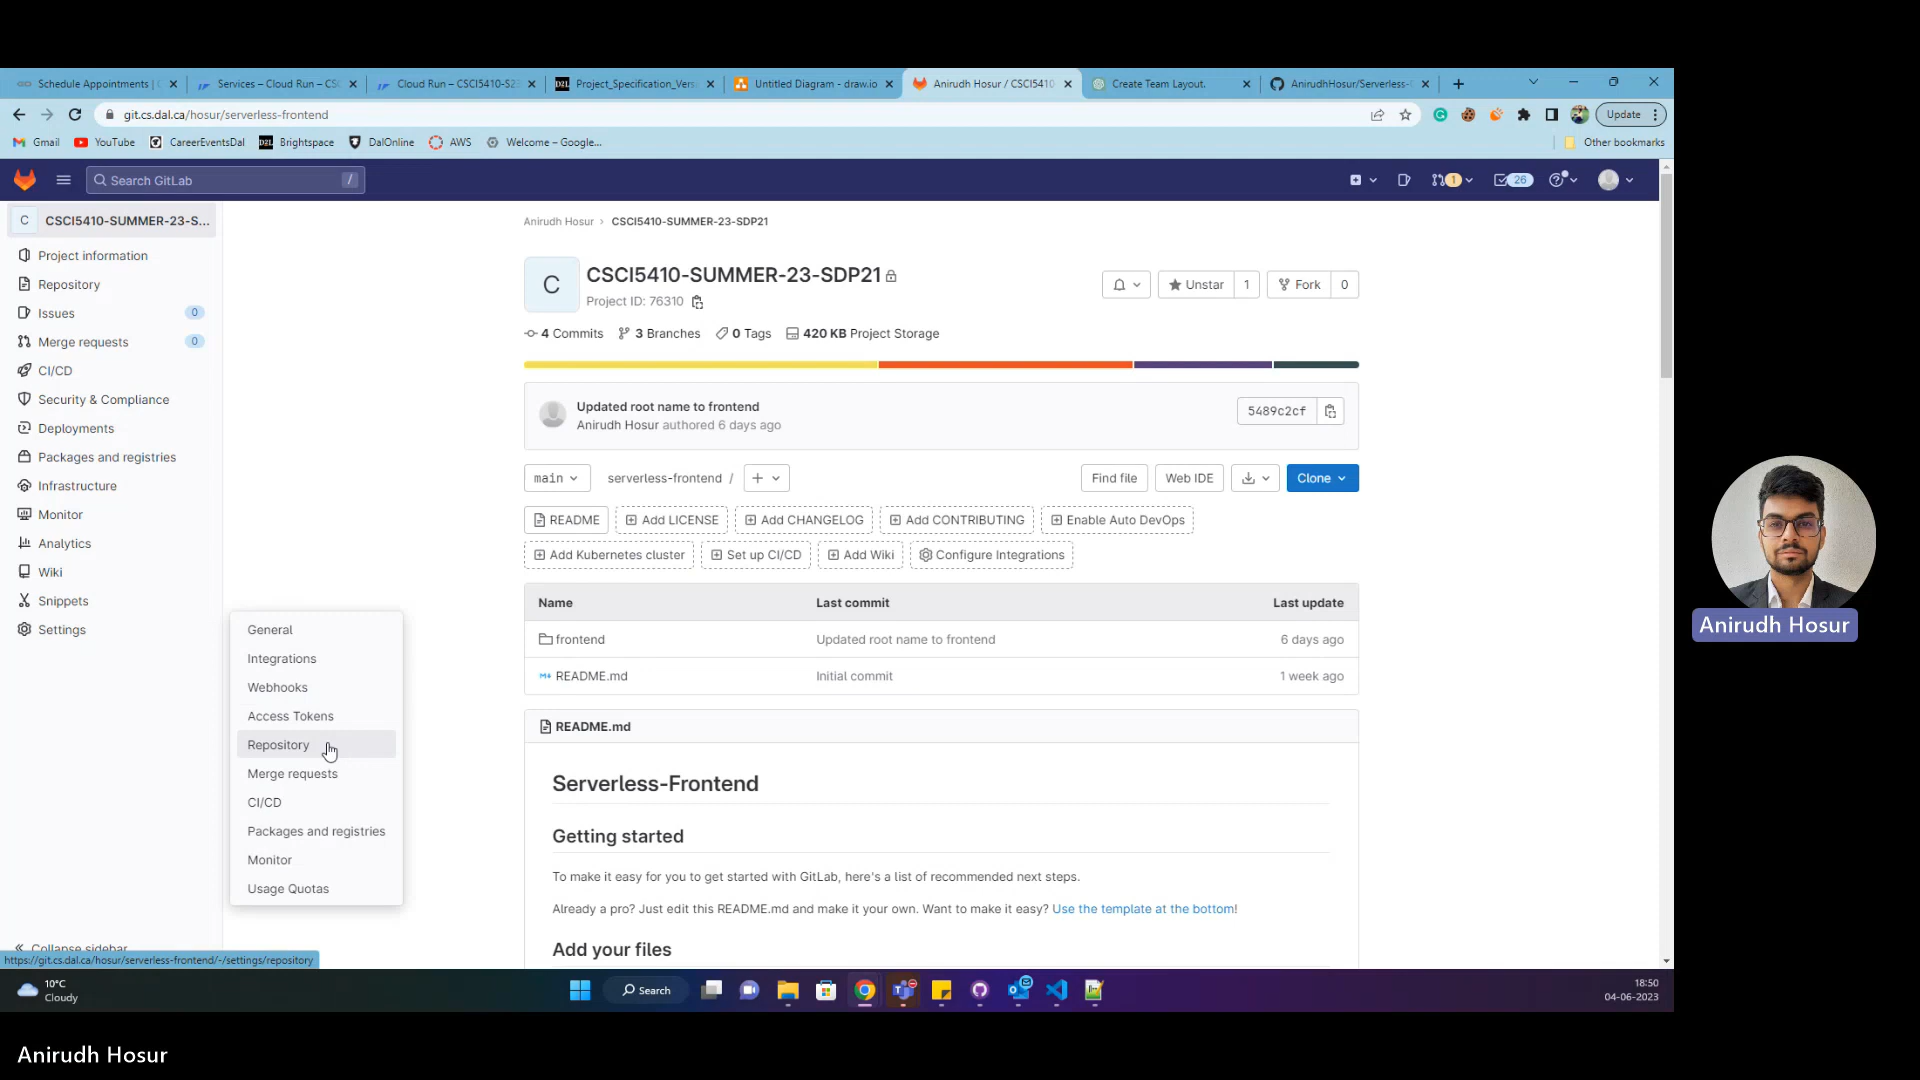 Schedule Appointments |
Services – Cloud Run – CSC
Cloud Run – CSCI5410-S23
Project_Specification_Vers
Untitled Diagram - draw.io
Anirudh Hosur / CSCI5410
Create Team Layout.
AnirudhHosur/Serverless-
git.cs.dal.ca/hosur/serverless-frontend
Update
Gmail
YouTube
CareerEventsDal
Brightspace
DalOnline
AWS
Welcome – Google...
Other bookmarks
Search GitLab
/
1
26
C CSCI5410-SUMMER-23-S...
Project information
Repository
Issues 0
Merge requests 0
CI/CD
Security & Compliance
Deployments
Packages and registries
Infrastructure
Monitor
Analytics
Wiki
Snippets
Settings
Collapse sidebar
General
Integrations
Webhooks
Access Tokens
Repository
Merge requests
CI/CD
Packages and registries
Monitor
Usage Quotas
https://git.cs.dal.ca/hosur/serverless-frontend/-/settings/repository
Anirudh Hosur › CSCI5410-SUMMER-23-SDP21
C
CSCI5410-SUMMER-23-SDP21
Project ID: 76310
Unstar 1
Fork 0
4 Commits 3 Branches 0 Tags 420 KB Project Storage
Updated root name to frontend
Anirudh Hosur authored 6 days ago
5489c2cf
main
serverless-frontend /
Find file
Web IDE
Clone
README
Add LICENSE
Add CHANGELOG
Add CONTRIBUTING
Enable Auto DevOps
Add Kubernetes cluster
Set up CI/CD
Add Wiki
Configure Integrations
Name Last commit Last update
frontend Updated root name to frontend 6 days ago
README.md Initial commit 1 week ago
README.md
Serverless-Frontend
Getting started
To make it easy for you to get started with GitLab, here's a list of recommended next steps.
Already a pro? Just edit this README.md and make it your own. Want to make it easy? Use the template at the bottom!
Add your files
10°C
Cloudy
Search
18:50
04-06-2023
Anirudh Hosur
Anirudh Hosur